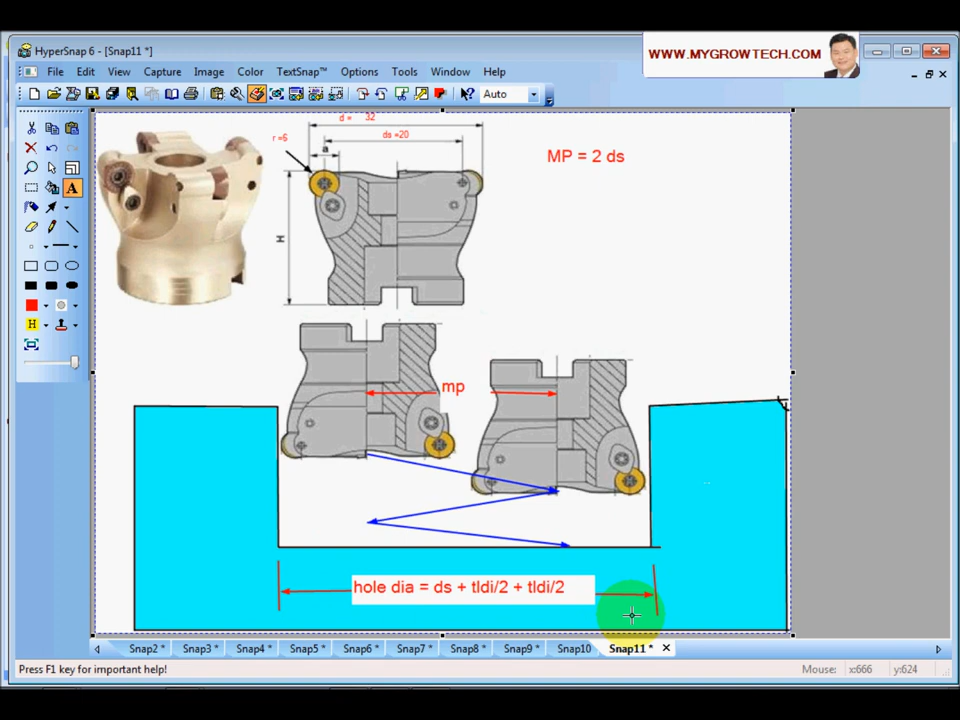 HyperSnap 6 - [Snap11 *]
WWW.MYGROWTECH.COM
File Edit View Capture Image Color TextSnap™ Options Tools Window Help
Auto
d = 32
r =6
ds =20
MP = 2 ds
a
H
mp
hole dia = ds + tldi/2 + tldi/2
Snap2 * Snap3 * Snap4 * Snap5 * Snap6 * Snap7 * Snap8 * Snap9 * Snap10 Snap11 *
Press F1 key for important help! Mouse: x:666 y:624